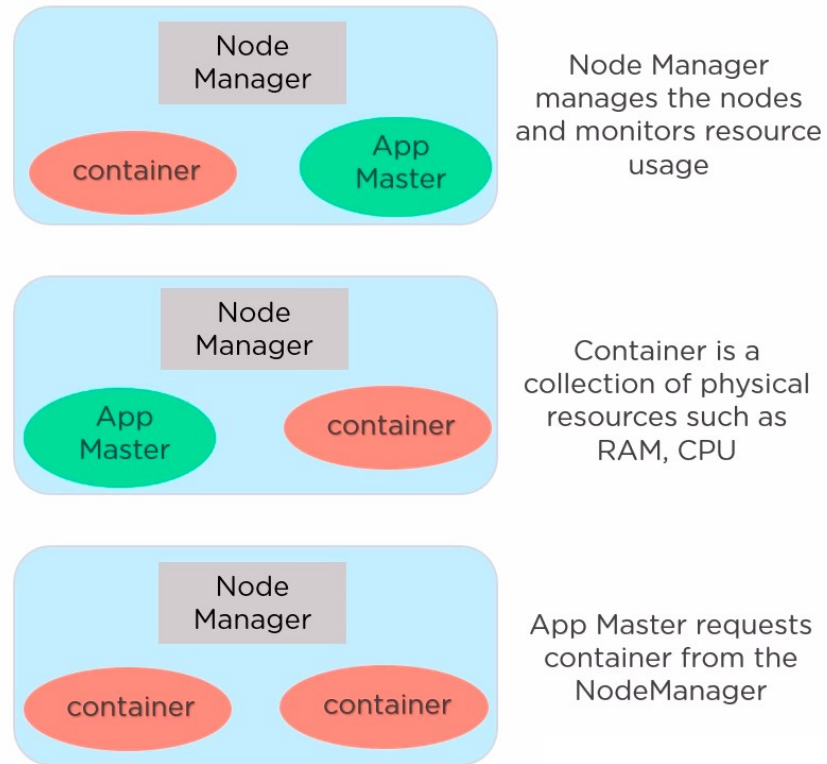 Node
Manager
container
App
Master
Node Manager
manages the nodes
and monitors resource
usage
Node
Manager
App
Master
container
Container is a
collection of physical
resources such as
RAM, CPU
Node
Manager
container
container
App Master requests
container from the
NodeManager